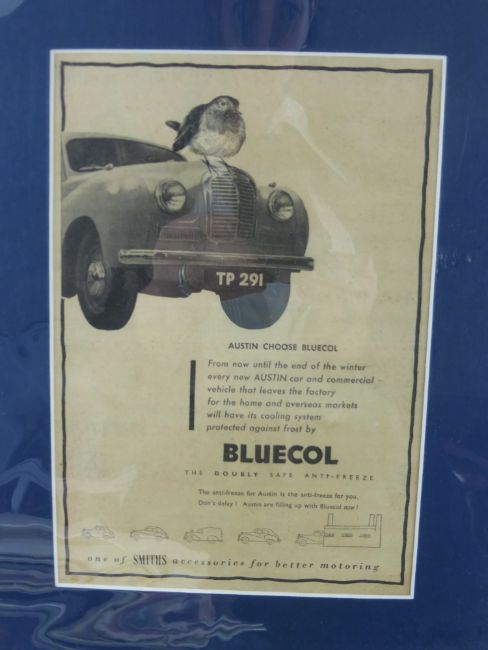 TP 291
AUSTIN CHOOSE BLUECOL
From now until the end of the winter
every new AUSTIN car and commercial
vehicle that leaves the factory
for the home and overseas markets
will have its cooling system
protected against frost by
BLUECOL
THE DOUBLY SAFE ANTI-FREEZE
The anti-freeze for Austin is the anti-freeze for you.
Don't delay! Austin are filling up with Bluecol now!
one of SMITHS accessories for better motoring